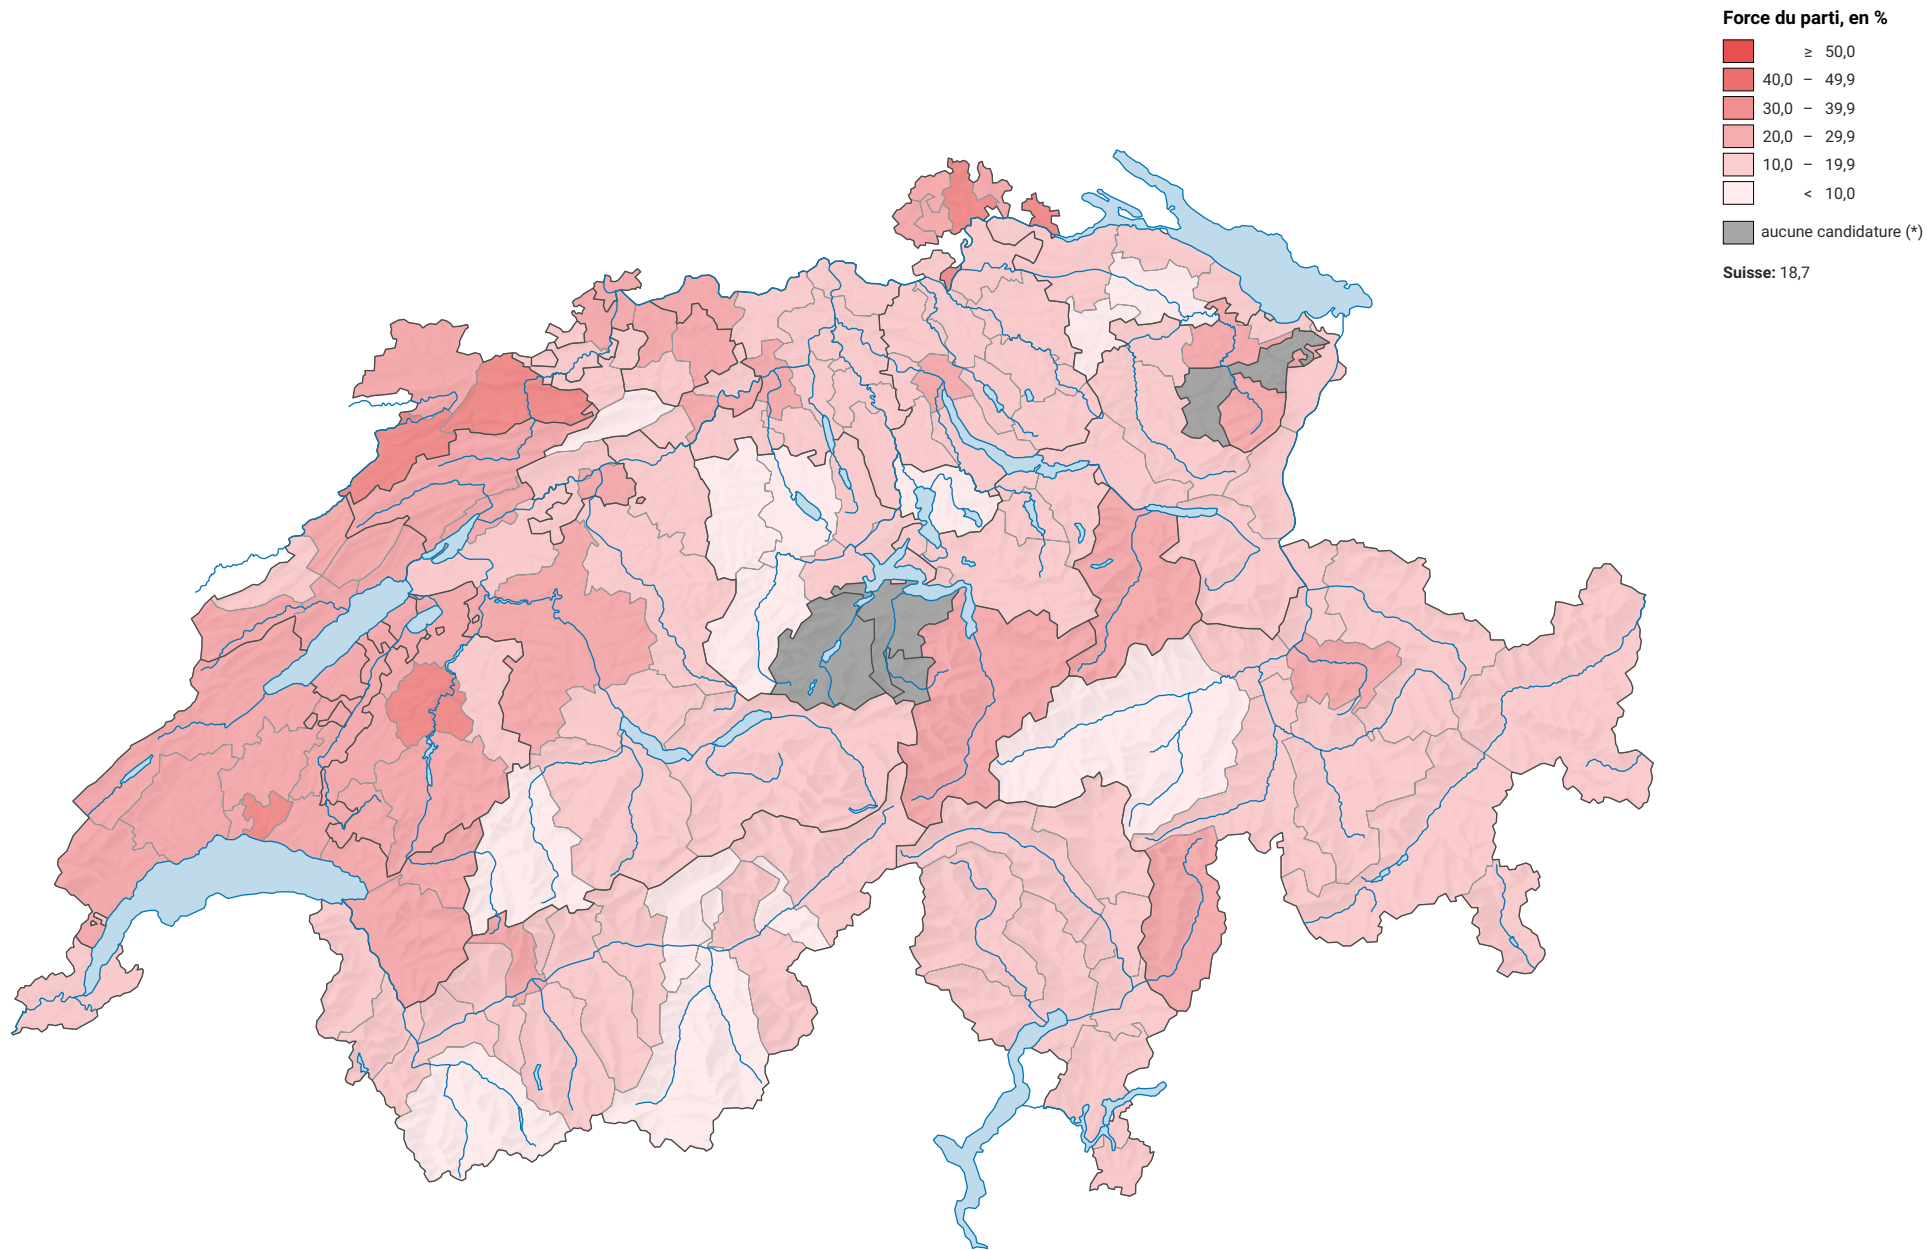 Force du parti, en %
≥ 50,0
40,0 – 49,9
30,0 – 39,9
20,0 – 29,9
10,0 – 19,9
< 10,0
aucune candidature (*)
Suisse: 18,7